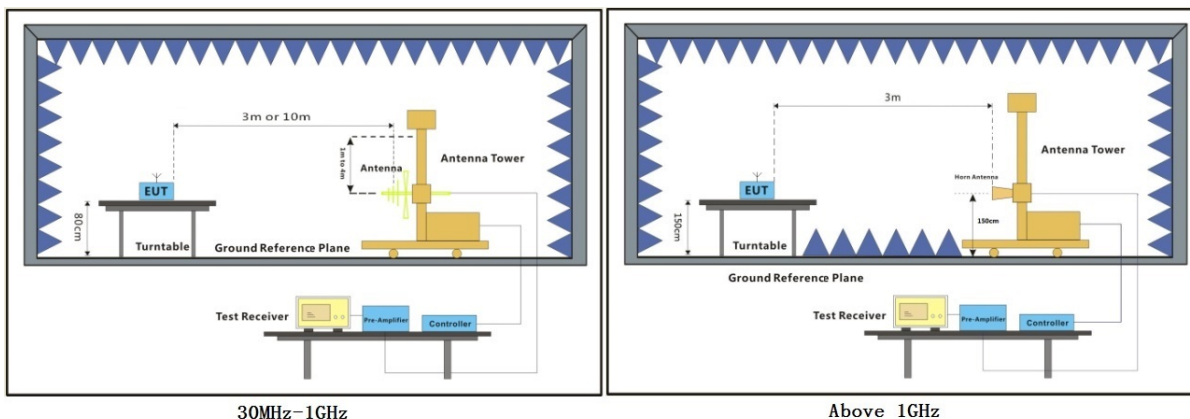 3m or 10m
1m to 4m
Antenna
Antenna Tower
EUT
80cm
Turntable
Ground Reference Plane
Test Receiver
Pre-Amplifier
Controller
30MHz-1GHz
3m
Antenna Tower
Horn Antenna
EUT
150cm
150cm
Turntable
Ground Reference Plane
Test Receiver
Pre-Amplifier
Controller
Above 1GHz